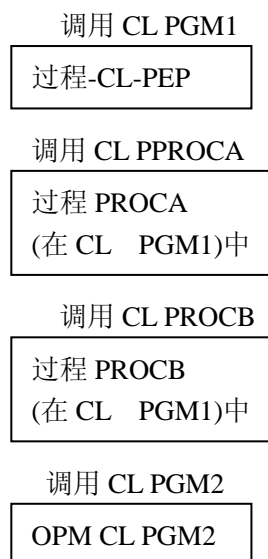 调用 CL PGM1
过程-CL-PEP
调用 CL PPROCA
过程 PROCA
(在 CL PGM1)中
调用 CL PROCB
过程 PROCB
(在 CL PGM1)中
调用 CL PGM2
OPM CL PGM2